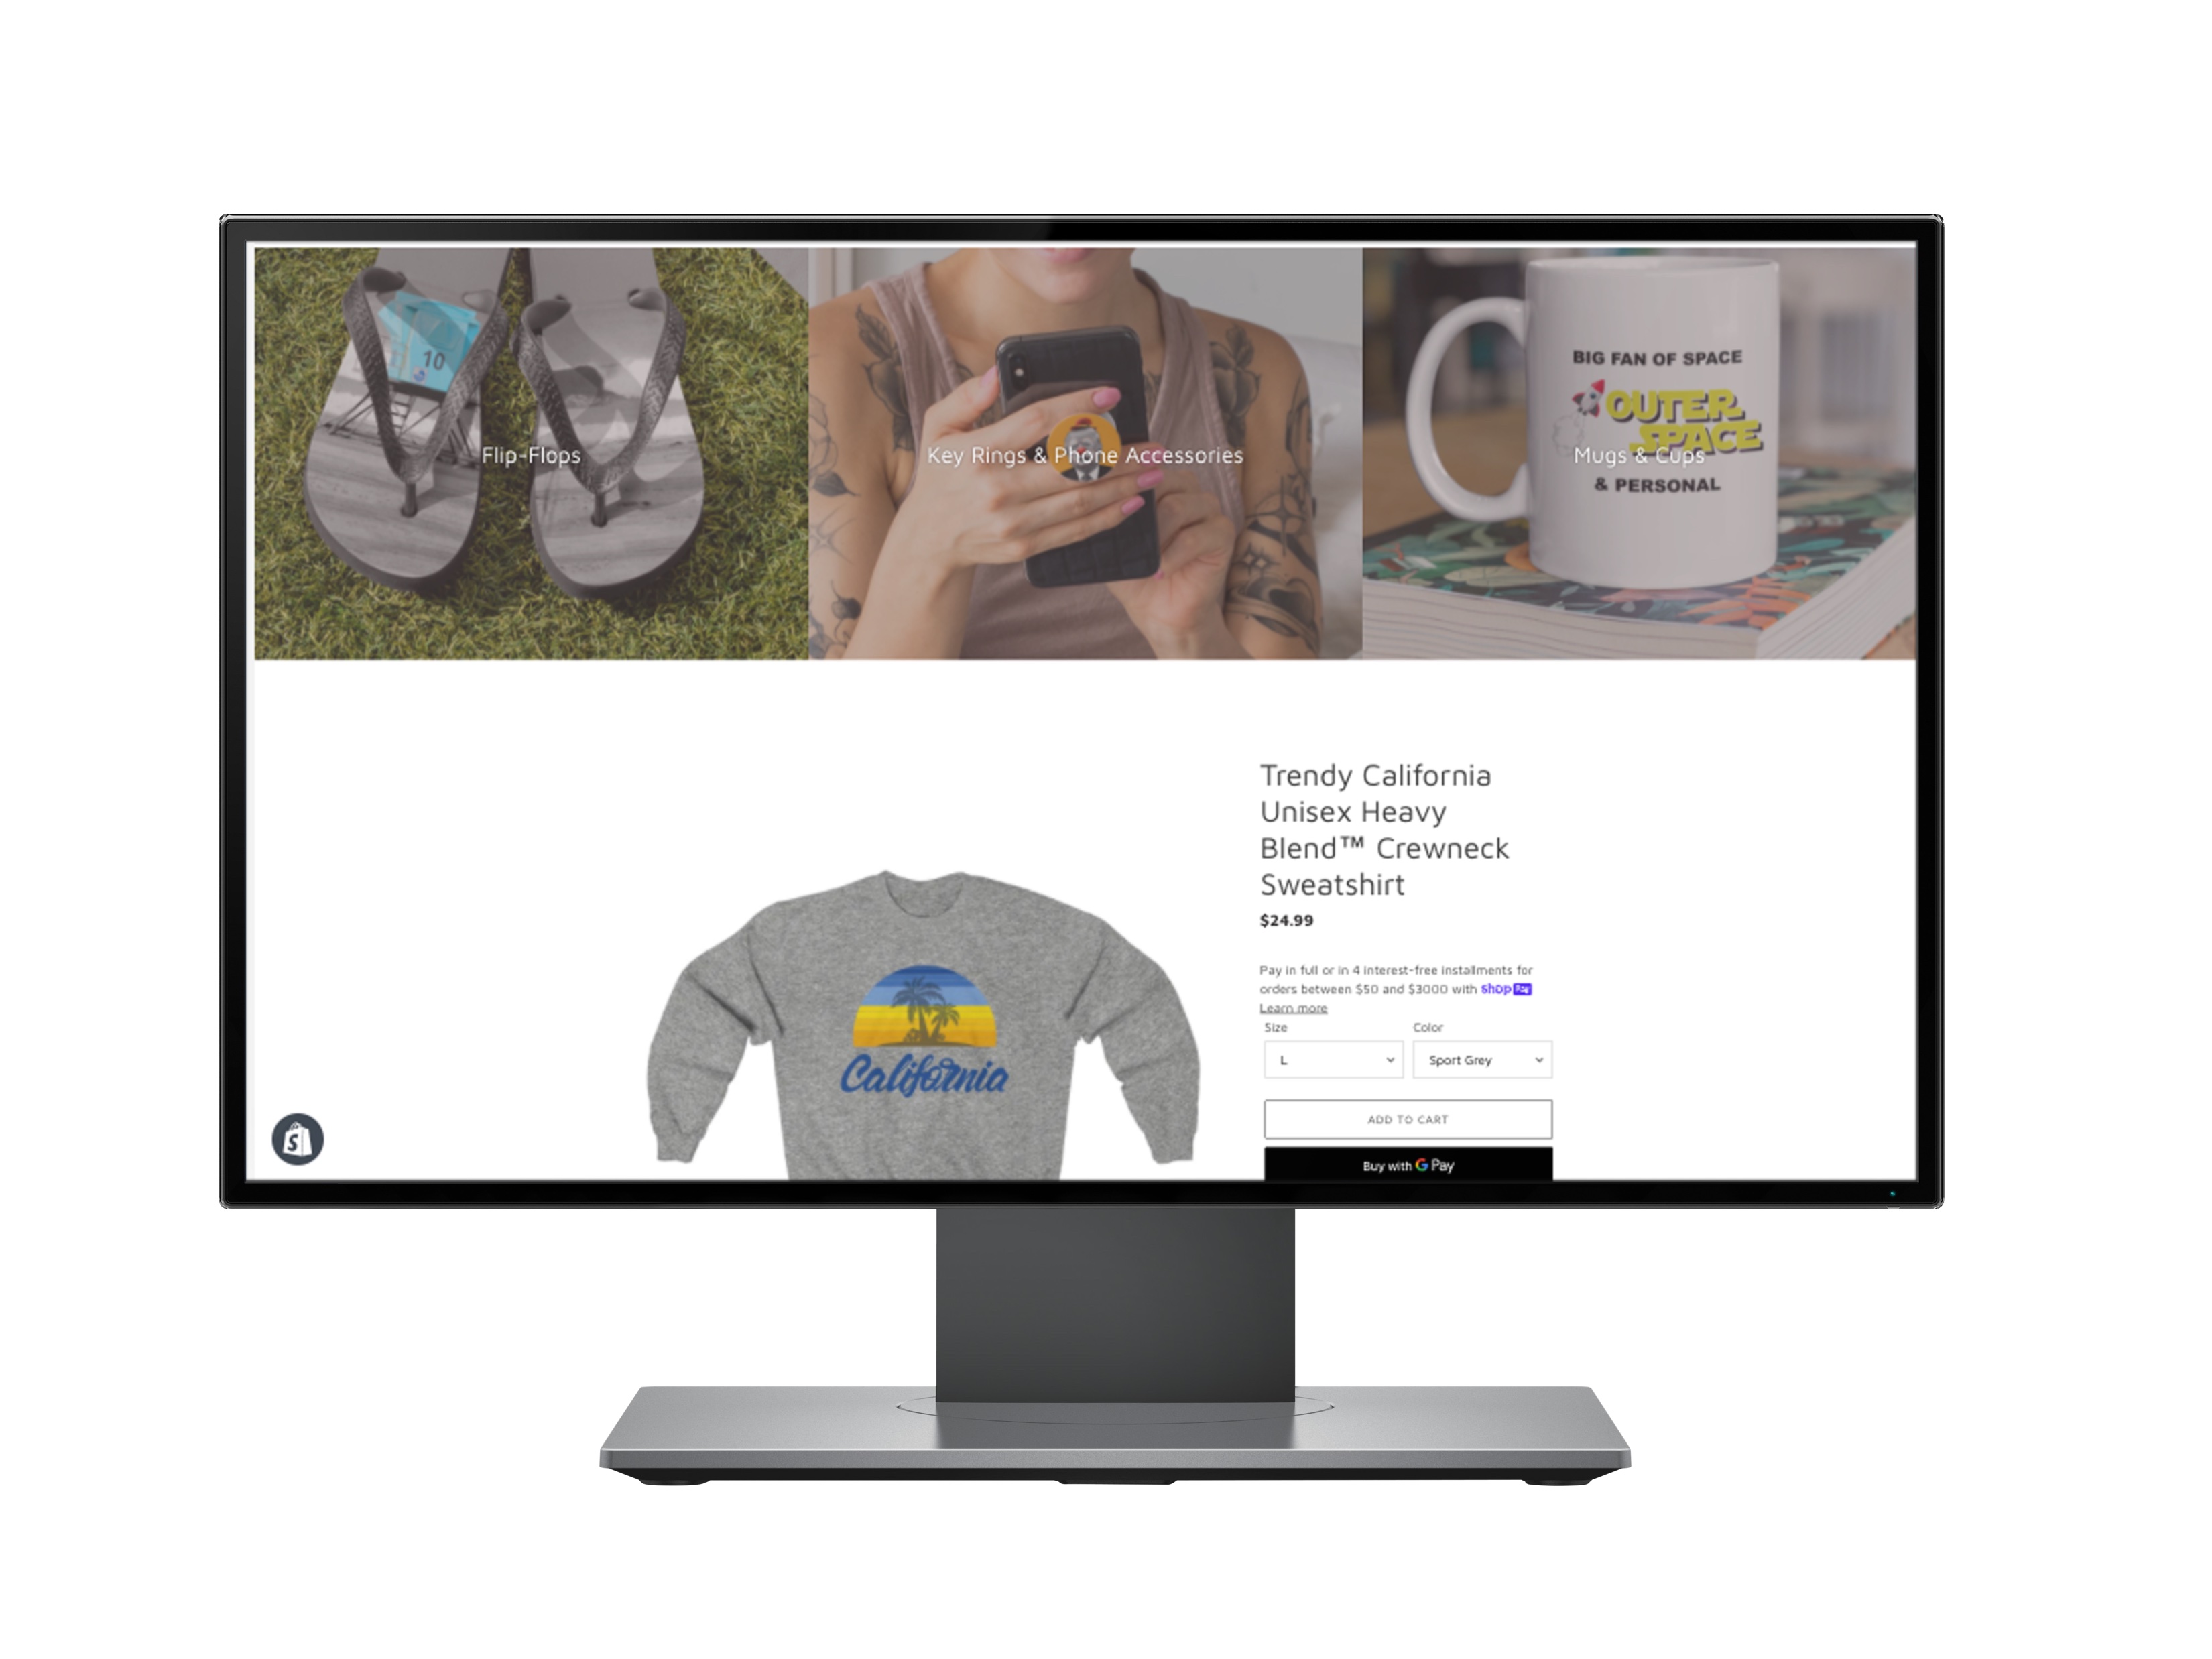 10
Flip-Flops
Key Rings & Phone Accessories
BIG FAN OF SPACE
OUTER
SPACE
Mugs & Cups
& PERSONAL
Trendy California
Unisex Heavy
Blend™ Crewneck
Sweatshirt
$24.99
Pay in full or in 4 interest-free installments for
orders between $50 and $3000 with shop Pay
Learn more
Size
Color
L
Sport Grey
ADD TO CART
Buy with G Pay
California
S